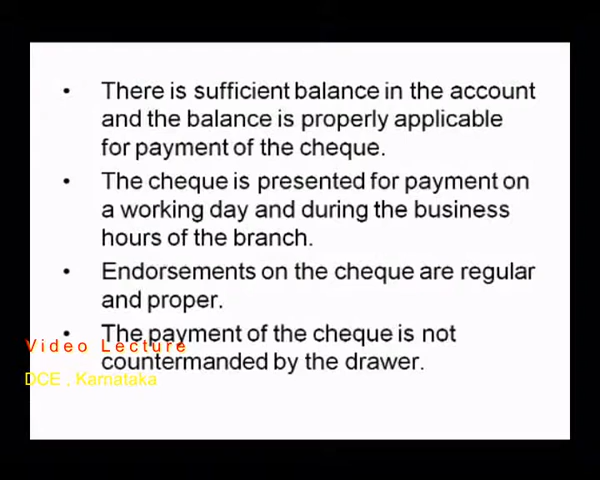 • There is sufficient balance in the account
and the balance is properly applicable
for payment of the cheque.
• The cheque is presented for payment on
a working day and during the business
hours of the branch.
• Endorsements on the cheque are regular
and proper.
• The payment of the cheque is not
countermanded by the drawer.
Video Lecture
DCE , Karnataka